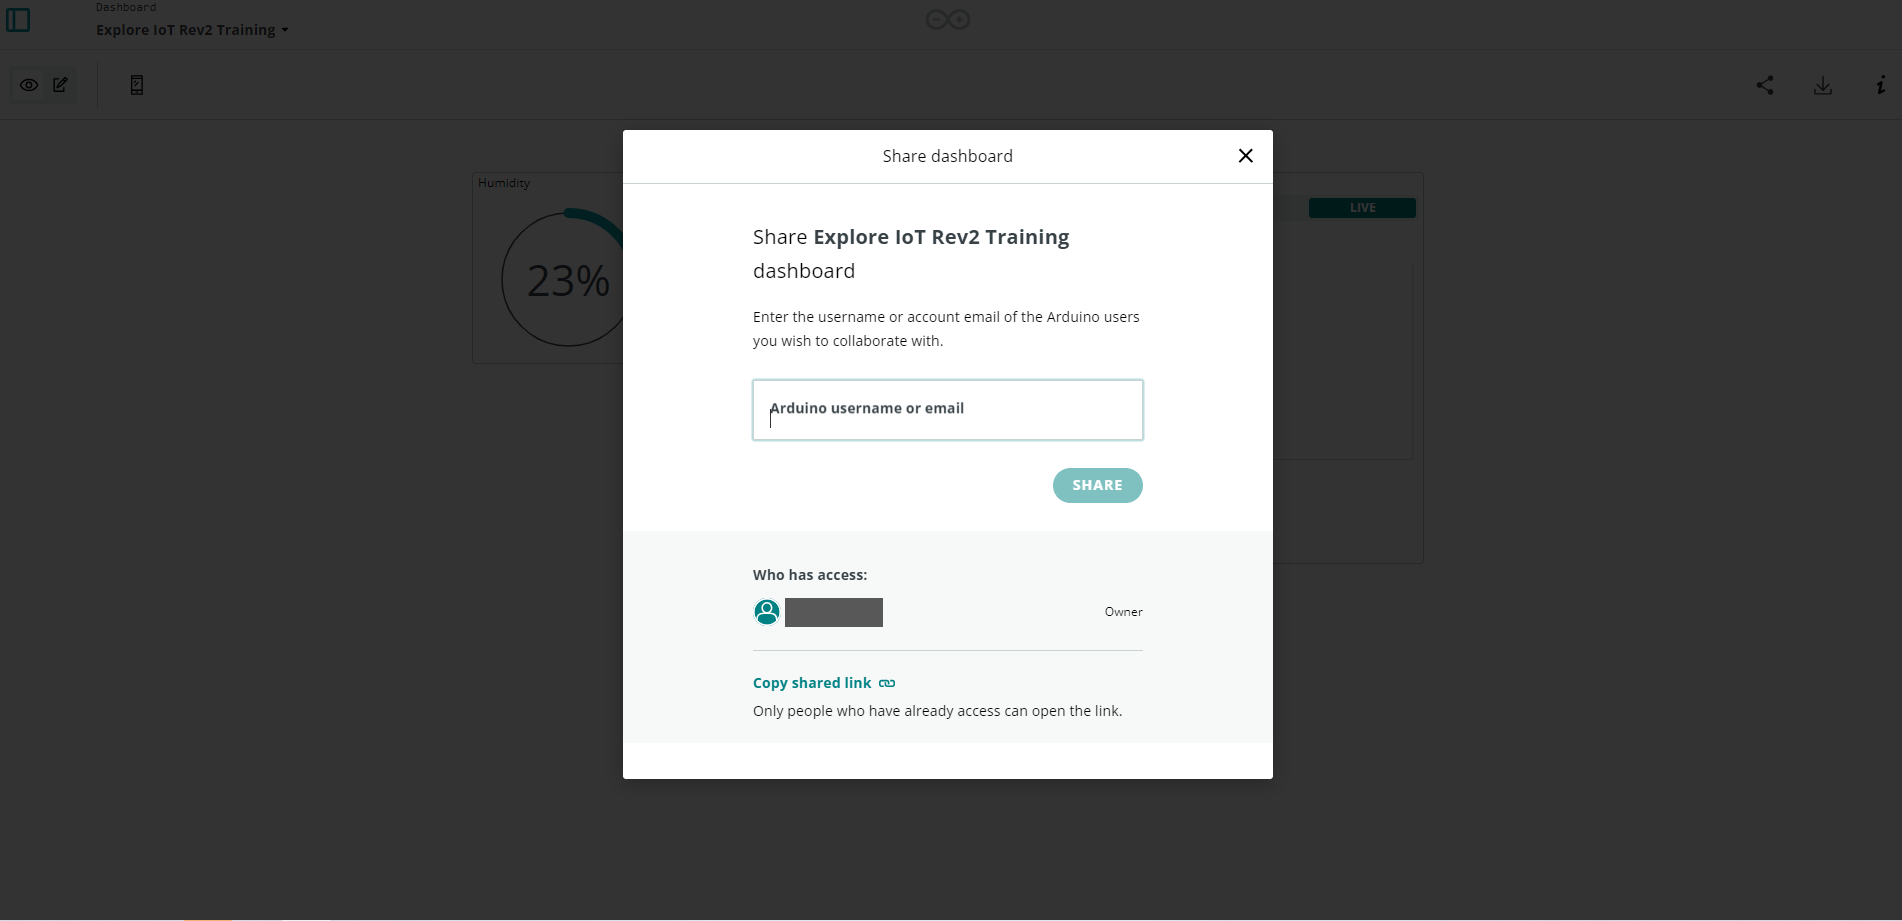 Dashboard
Explore IoT Rev2 Training
Share dashboard
Humidity
LIVE
23%
Share Explore IoT Rev2 Training
dashboard
Enter the username or account email of the Arduino users
you wish to collaborate with.
Arduino username or email
SHARE
Who has access:
Owner
Copy shared link
Only people who have already access can open the link.